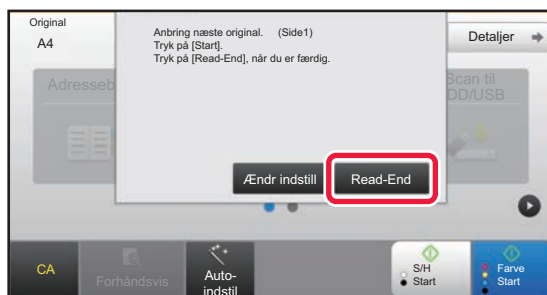 Original
A4
Anbring næste original. (Side1)
Tryk på [Start].
Tryk på [Read-End], når du er færdig.
Detaljer
Adresseb
Scan til
DD/USB
Ændr indstill
Read-End
CA
Forhåndsvis
Auto-
indstil
S/H
Start
Farve
Start